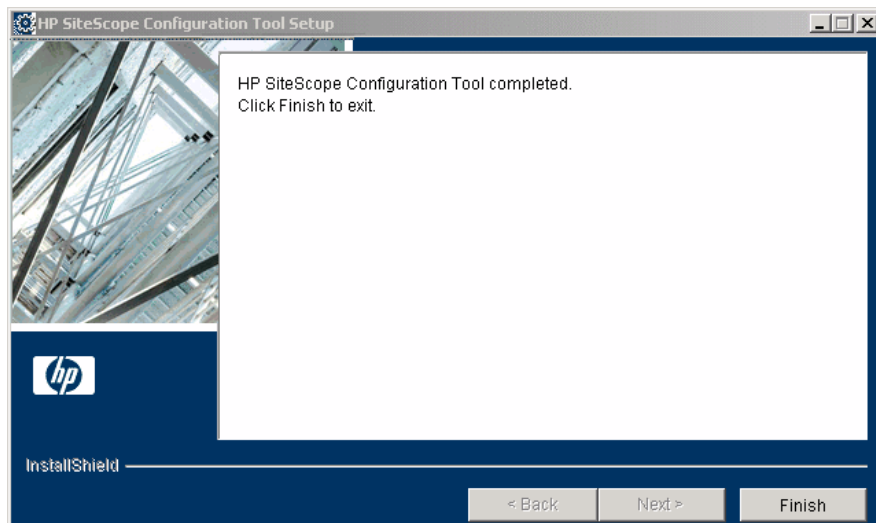 HP SiteScope Configuration Tool Setup
HP SiteScope Configuration Tool completed.
Click Finish to exit.
hp
InstallShield
< Back
Next >
Finish